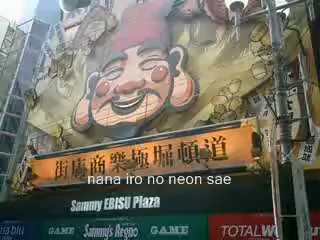 nana iro no neon sae
道頓堀極樂商店街
Sammy EBISU Plaza
GAME Sammy's Regno GAME TOTAL